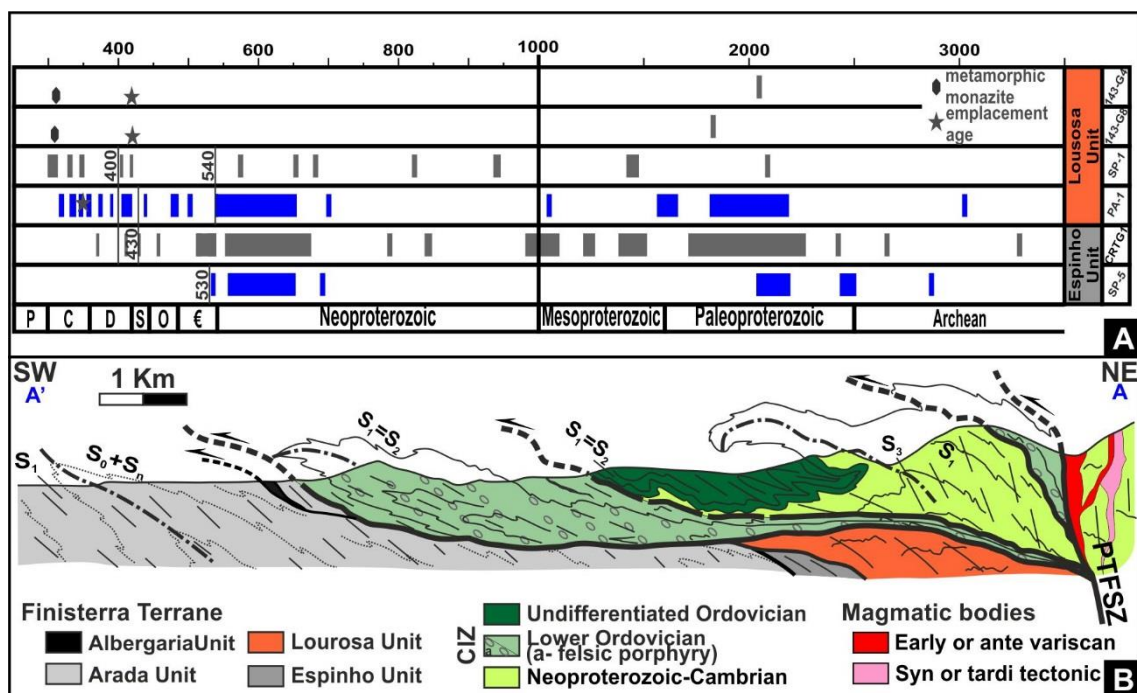 400 600 800 1000 2000 3000
metamorphic
monazite
emplacement
age
Lousosa
Unit
Espinho
Unit
143-G4
143-G8
SP-1
PA-1
CRTG1
SP-5
400
540
430
530
P C D S O € Neoproterozoic Mesoproterozoic Paleoproterozoic Archean
A
SW
A'
1 Km
NE
A
S1
S0+Sn
S1=S2
S1=S2
S3
S1
PTFSZ
Finisterra Terrane
AlbergariaUnit
Arada Unit
Lourosa Unit
Espinho Unit
CIZ
Undifferentiated Ordovician
a
Lower Ordovician
(a- felsic porphyry)
Neoproterozoic-Cambrian
Magmatic bodies
Early or ante variscan
Syn or tardi tectonic
B